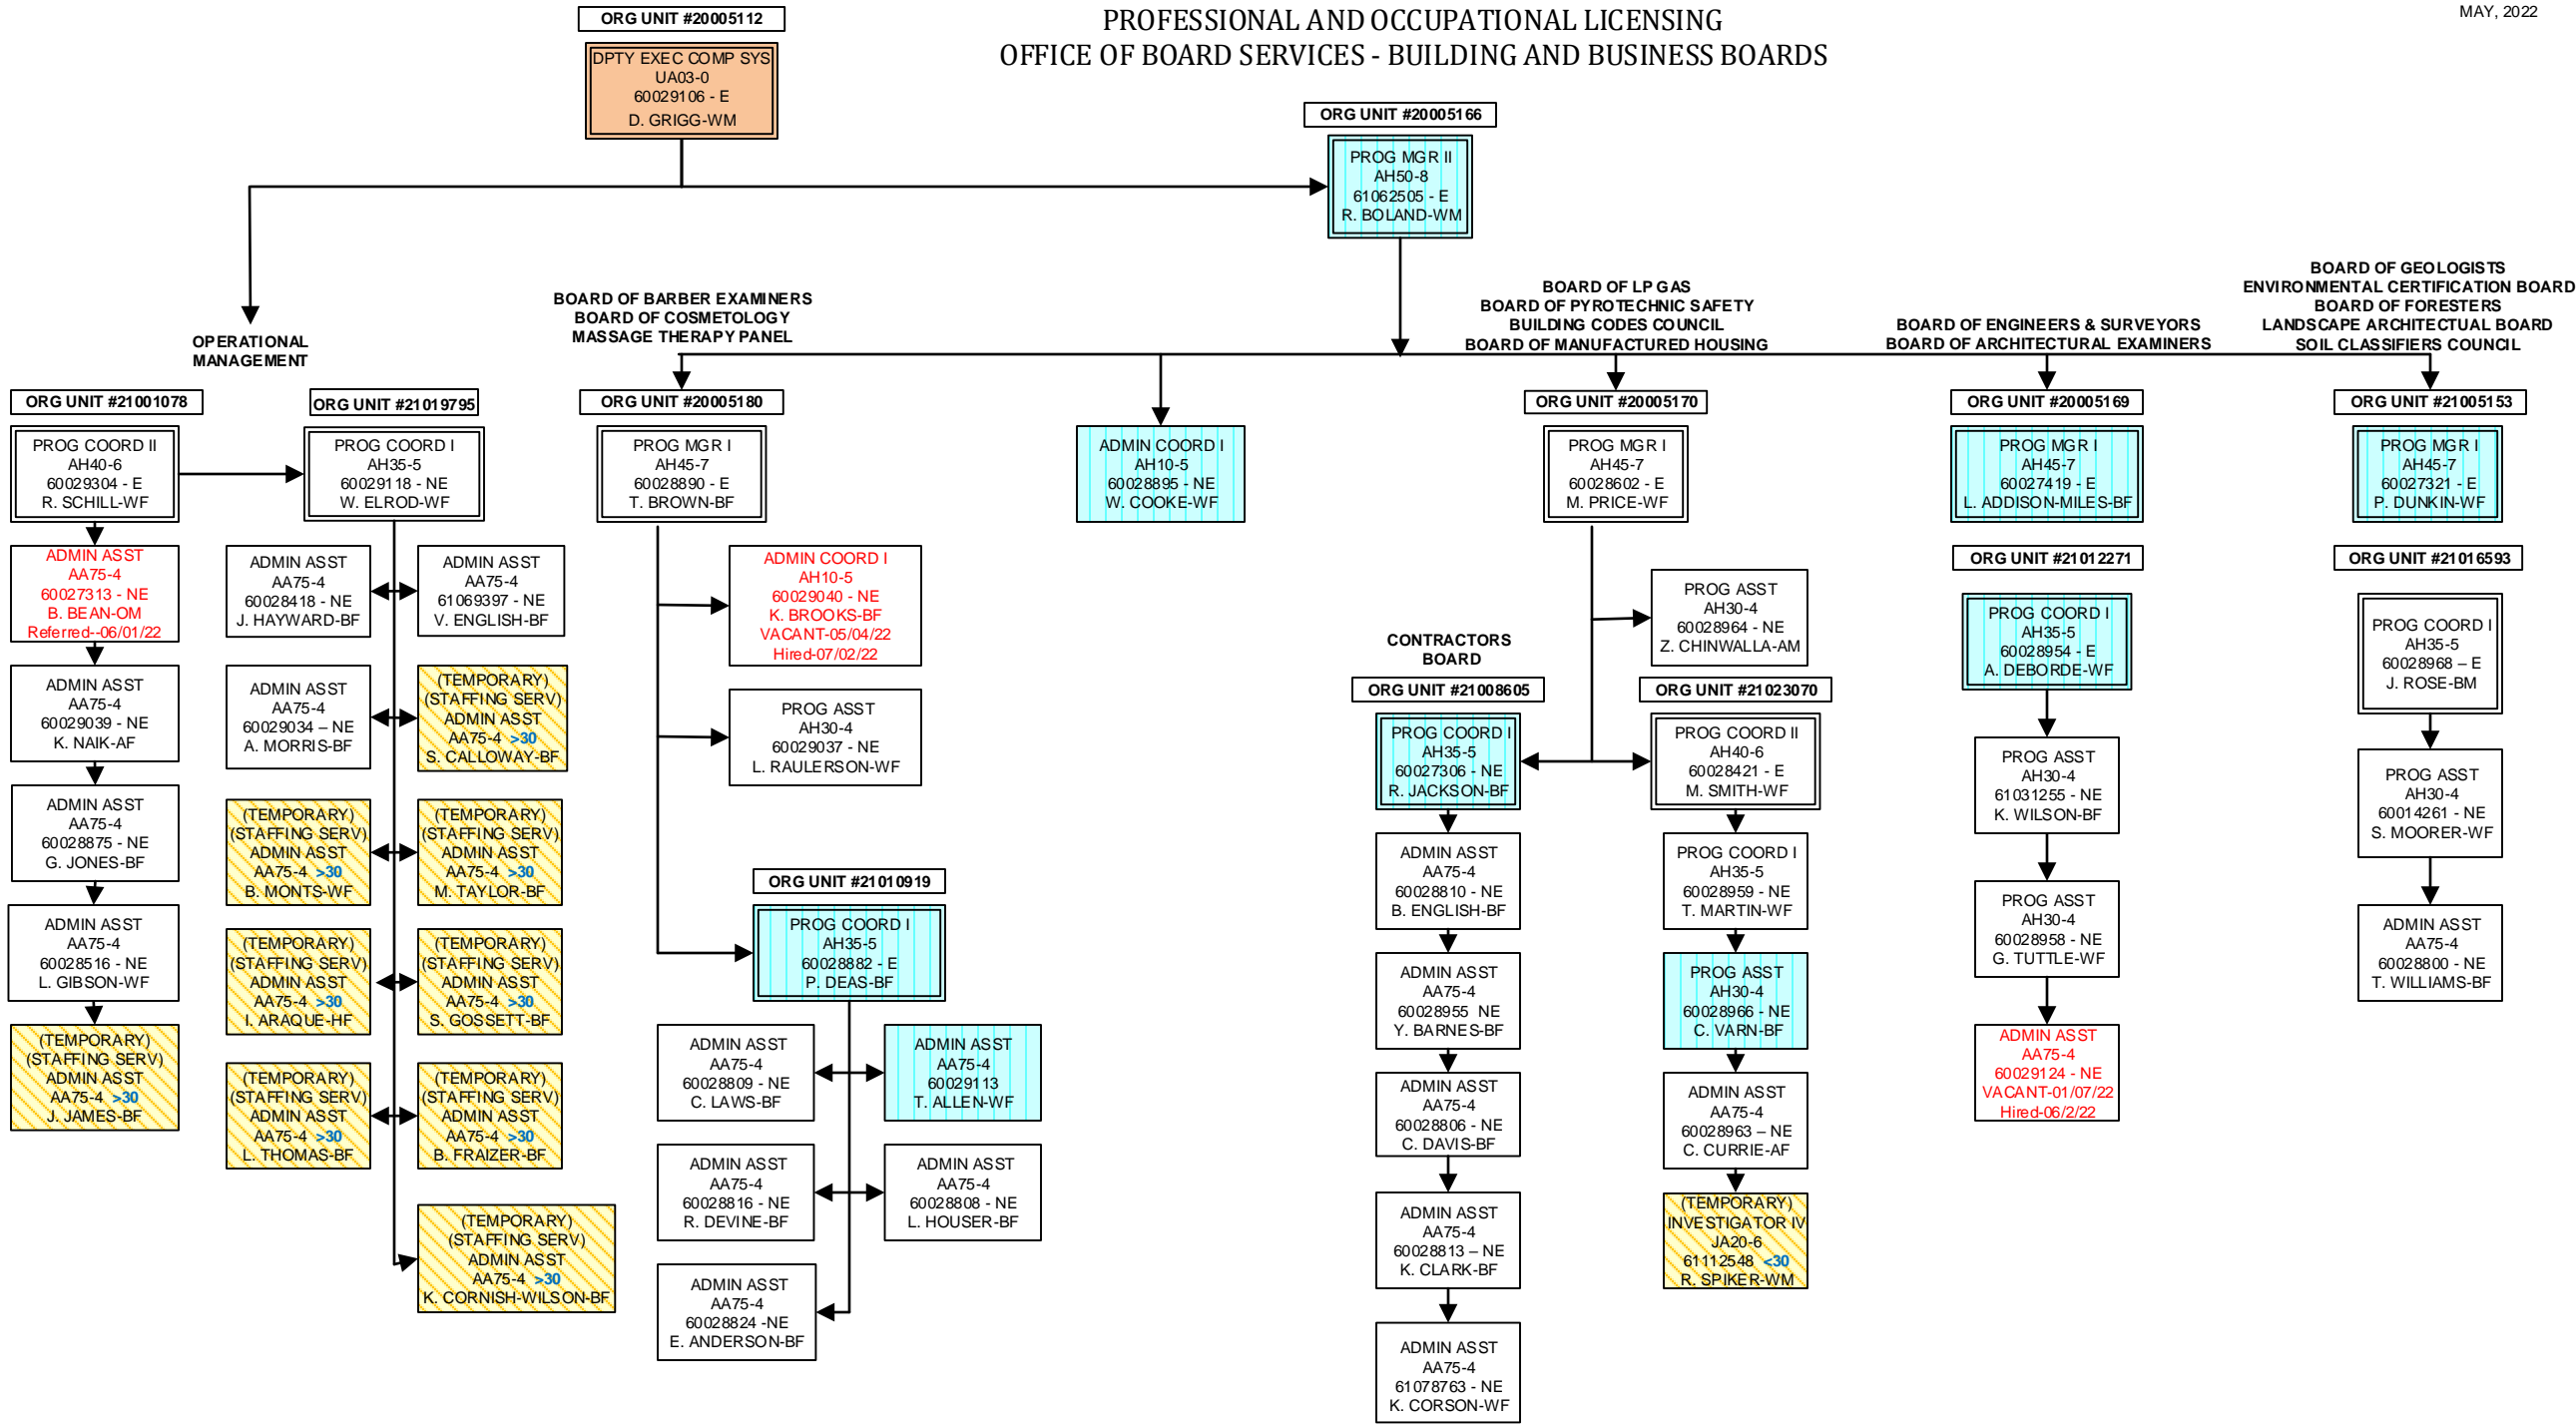 MAY, 2022
PROFESSIONAL AND OCCUPATIONAL LICENSING
OFFICE OF BOARD SERVICES - BUILDING AND BUSINESS BOARDS
ORG UNIT #20005112
DPTY EXEC COMP SYS
UA03-0
60029106 - E
D. GRIGG-WM
ORG UNIT #20005166
PROG MGR II
AH50-8
61062505 - E
R. BOLAND-WM
OPERATIONAL
MANAGEMENT
ORG UNIT #21001078
PROG COORD II
AH40-6
60029304 - E
R. SCHILL-WF
ADMIN ASST
AA75-4
60027313 - NE
B. BEAN-OM
Referred--06/01/22
ADMIN ASST
AA75-4
60029039 - NE
K. NAIK-AF
ADMIN ASST
AA75-4
60028875 - NE
G. JONES-BF
ADMIN ASST
AA75-4
60028516 - NE
L. GIBSON-WF
(TEMPORARY)
(STAFFING SERV)
ADMIN ASST
AA75-4 >30
J. JAMES-BF
ORG UNIT #21019795
PROG COORD I
AH35-5
60029118 - NE
W. ELROD-WF
ADMIN ASST
AA75-4
60028418 - NE
J. HAYWARD-BF
ADMIN ASST
AA75-4
61069397 - NE
V. ENGLISH-BF
ADMIN ASST
AA75-4
60029034 – NE
A. MORRIS-BF
(TEMPORARY)
(STAFFING SERV)
ADMIN ASST
AA75-4 >30
S. CALLOWAY-BF
(TEMPORARY)
(STAFFING SERV)
ADMIN ASST
AA75-4 >30
B. MONTS-WF
(TEMPORARY)
(STAFFING SERV)
ADMIN ASST
AA75-4 >30
M. TAYLOR-BF
(TEMPORARY)
(STAFFING SERV)
ADMIN ASST
AA75-4 >30
I. ARAQUE-HF
(TEMPORARY)
(STAFFING SERV)
ADMIN ASST
AA75-4 >30
S. GOSSETT-BF
(TEMPORARY)
(STAFFING SERV)
ADMIN ASST
AA75-4 >30
L. THOMAS-BF
(TEMPORARY)
(STAFFING SERV)
ADMIN ASST
AA75-4 >30
B. FRAIZER-BF
(TEMPORARY)
(STAFFING SERV)
ADMIN ASST
AA75-4 >30
K. CORNISH-WILSON-BF
BOARD OF BARBER EXAMINERS
BOARD OF COSMETOLOGY
MASSAGE THERAPY PANEL
ORG UNIT #20005180
PROG MGR I
AH45-7
60028890 - E
T. BROWN-BF
ADMIN COORD I
AH10-5
60029040 - NE
K. BROOKS-BF
VACANT-05/04/22
Hired-07/02/22
PROG ASST
AH30-4
60029037 - NE
L. RAULERSON-WF
ORG UNIT #21010919
PROG COORD I
AH35-5
60028882 - E
P. DEAS-BF
ADMIN ASST
AA75-4
60028809 - NE
C. LAWS-BF
ADMIN ASST
AA75-4
60029113
T. ALLEN-WF
ADMIN ASST
AA75-4
60028816 - NE
R. DEVINE-BF
ADMIN ASST
AA75-4
60028808 - NE
L. HOUSER-BF
ADMIN ASST
AA75-4
60028824 -NE
E. ANDERSON-BF
ADMIN COORD I
AH10-5
60028895 - NE
W. COOKE-WF
BOARD OF LP GAS
BOARD OF PYROTECHNIC SAFETY
BUILDING CODES COUNCIL
BOARD OF MANUFACTURED HOUSING
ORG UNIT #20005170
PROG MGR I
AH45-7
60028602 - E
M. PRICE-WF
PROG ASST
AH30-4
60028964 - NE
Z. CHINWALLA-AM
CONTRACTORS
BOARD
ORG UNIT #21008605
PROG COORD I
AH35-5
60027306 - NE
R. JACKSON-BF
ADMIN ASST
AA75-4
60028810 - NE
B. ENGLISH-BF
ADMIN ASST
AA75-4
60028955 NE
Y. BARNES-BF
ADMIN ASST
AA75-4
60028806 - NE
C. DAVIS-BF
ADMIN ASST
AA75-4
60028813 – NE
K. CLARK-BF
ADMIN ASST
AA75-4
61078763 - NE
K. CORSON-WF
ORG UNIT #21023070
PROG COORD II
AH40-6
60028421 - E
M. SMITH-WF
PROG COORD I
AH35-5
60028959 - NE
T. MARTIN-WF
PROG ASST
AH30-4
60028966 - NE
C. VARN-BF
ADMIN ASST
AA75-4
60028963 – NE
C. CURRIE-AF
(TEMPORARY)
INVESTIGATOR IV
JA20-6
61112548 <30
R. SPIKER-WM
BOARD OF ENGINEERS & SURVEYORS
BOARD OF ARCHITECTURAL EXAMINERS
ORG UNIT #20005169
PROG MGR I
AH45-7
60027419 - E
L. ADDISON-MILES-BF
ORG UNIT #21012271
PROG COORD I
AH35-5
60028954 - E
A. DEBORDE-WF
PROG ASST
AH30-4
61031255 - NE
K. WILSON-BF
PROG ASST
AH30-4
60028958 - NE
G. TUTTLE-WF
ADMIN ASST
AA75-4
60029124 - NE
VACANT-01/07/22
Hired-06/2/22
BOARD OF GEOLOGISTS
ENVIRONMENTAL CERTIFICATION BOARD
BOARD OF FORESTERS
LANDSCAPE ARCHITECTUAL BOARD
SOIL CLASSIFIERS COUNCIL
ORG UNIT #21005153
PROG MGR I
AH45-7
60027321 - E
P. DUNKIN-WF
ORG UNIT #21016593
PROG COORD I
AH35-5
60028968 – E
J. ROSE-BM
PROG ASST
AH30-4
60014261 - NE
S. MOORER-WF
ADMIN ASST
AA75-4
60028800 - NE
T. WILLIAMS-BF